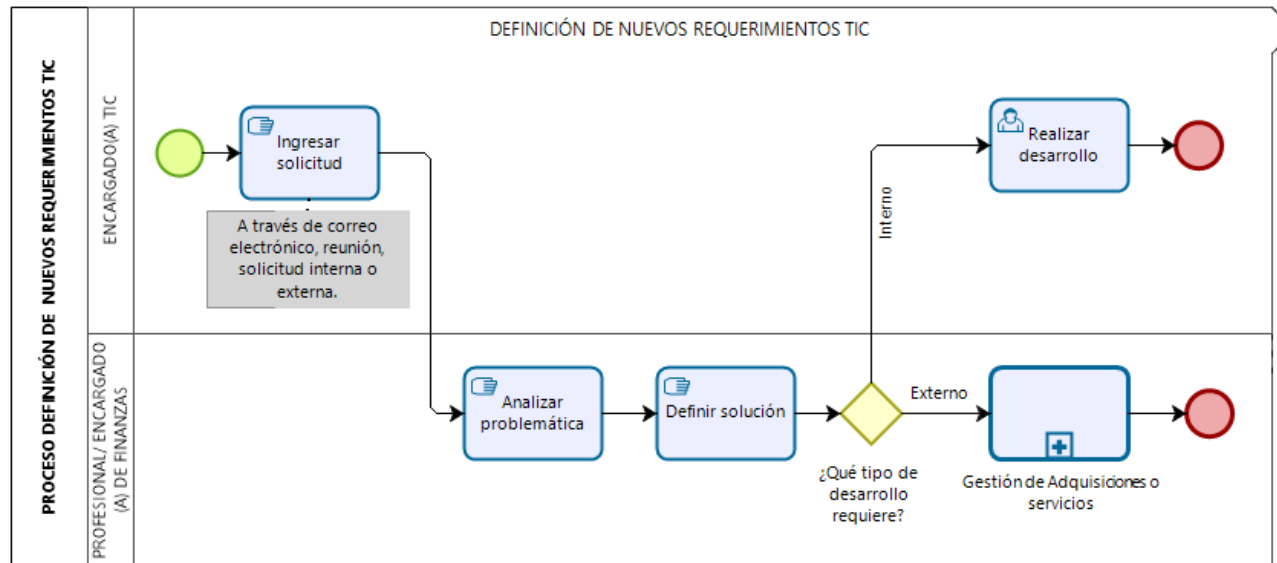 DEFINICIÓN DE NUEVOS REQUERIMIENTOS TIC
PROCESO DEFINICIÓN DE NUEVOS REQUERIMIENTOS TIC
ENCARGADO(A) TIC
Ingresar
solicitud
A través de correo
electrónico, reunión,
solicitud interna o
externa.
Interno
Realizar
desarrollo
PROFESIONAL/ ENCARGADO
(A) DE FINANZAS
Analizar
problemática
Definir solución
¿Qué tipo de
desarrollo
requiere?
Externo
Gestión de Adquisiciones o
servicios